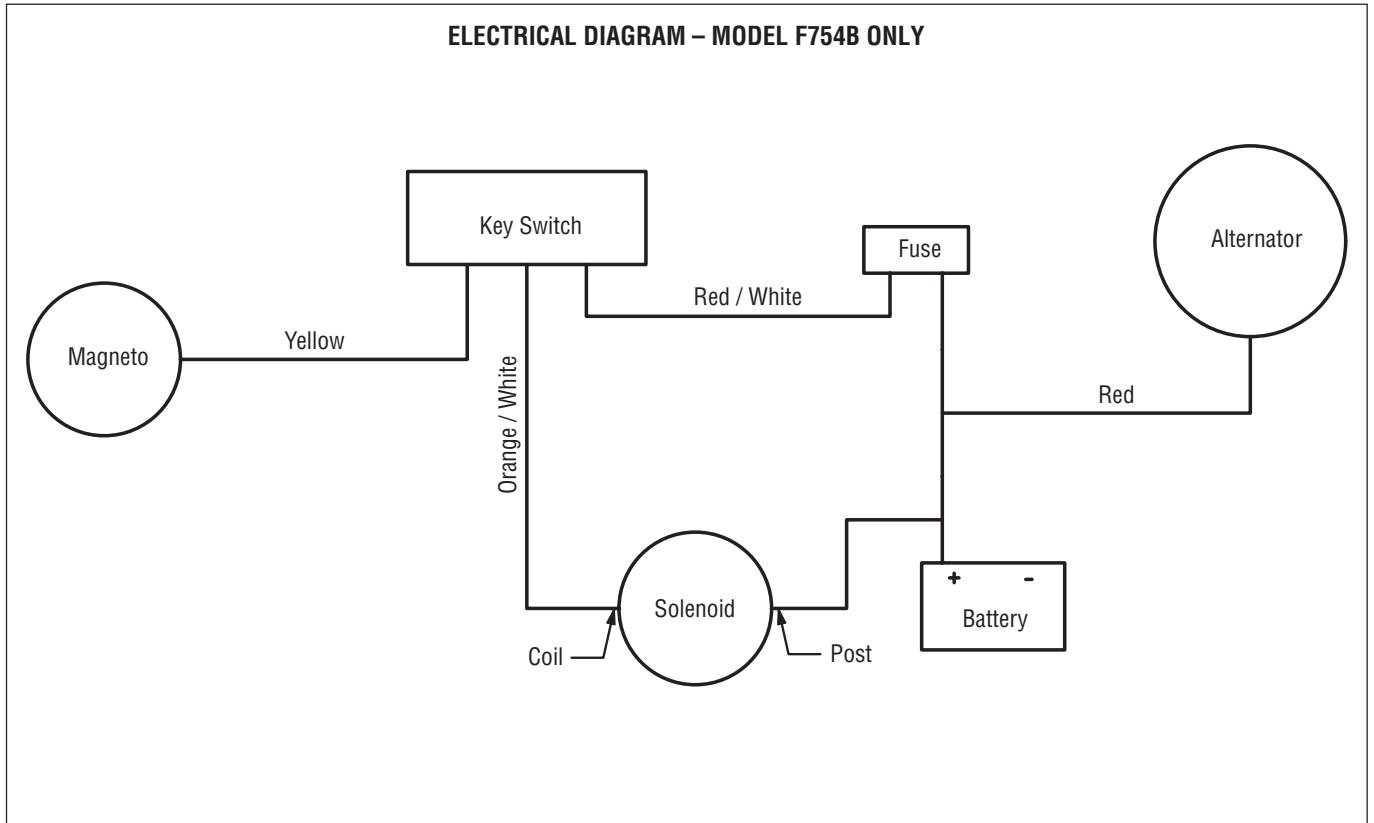 ELECTRICAL DIAGRAM – MODEL F754B ONLY
Key Switch
Fuse
Alternator
Red / White
Yellow
Magneto
Orange / White
Red
+ -
Solenoid
Battery
Coil
Post